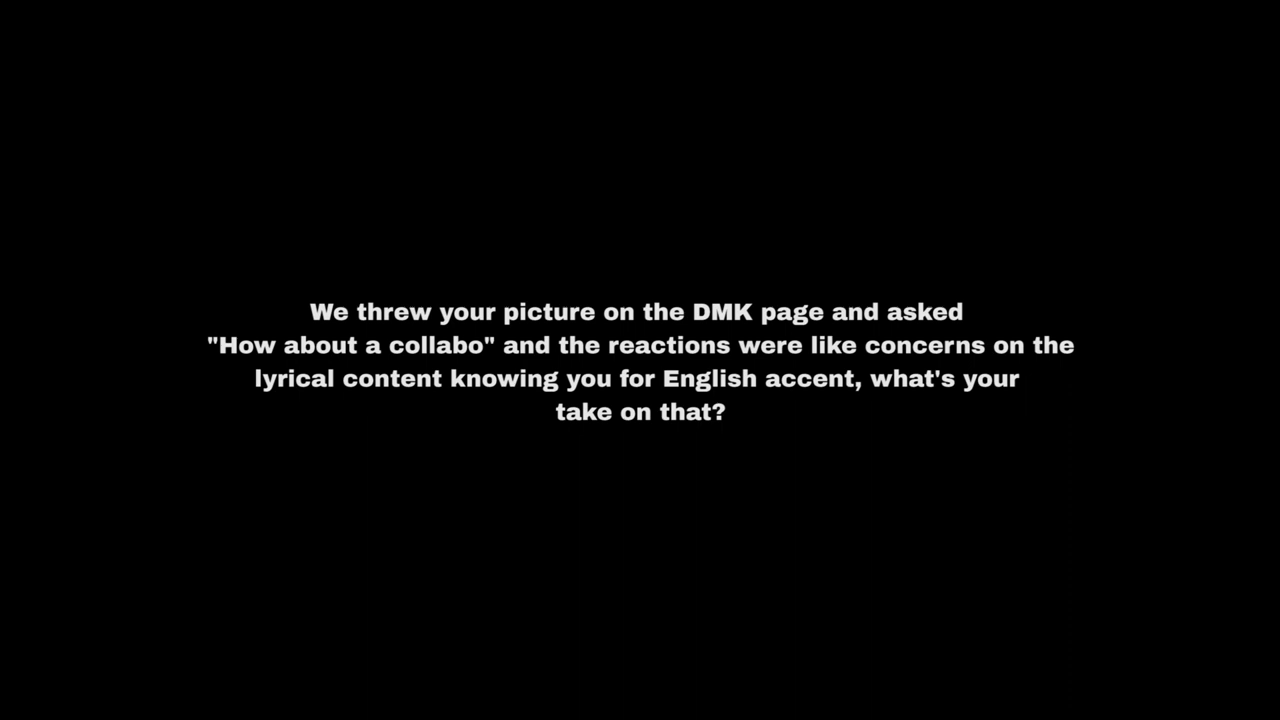 We threw your picture on the DMK page and asked
"How about a collabo" and the reactions were like concerns on the
lyrical content knowing you for English accent, what's your
take on that?